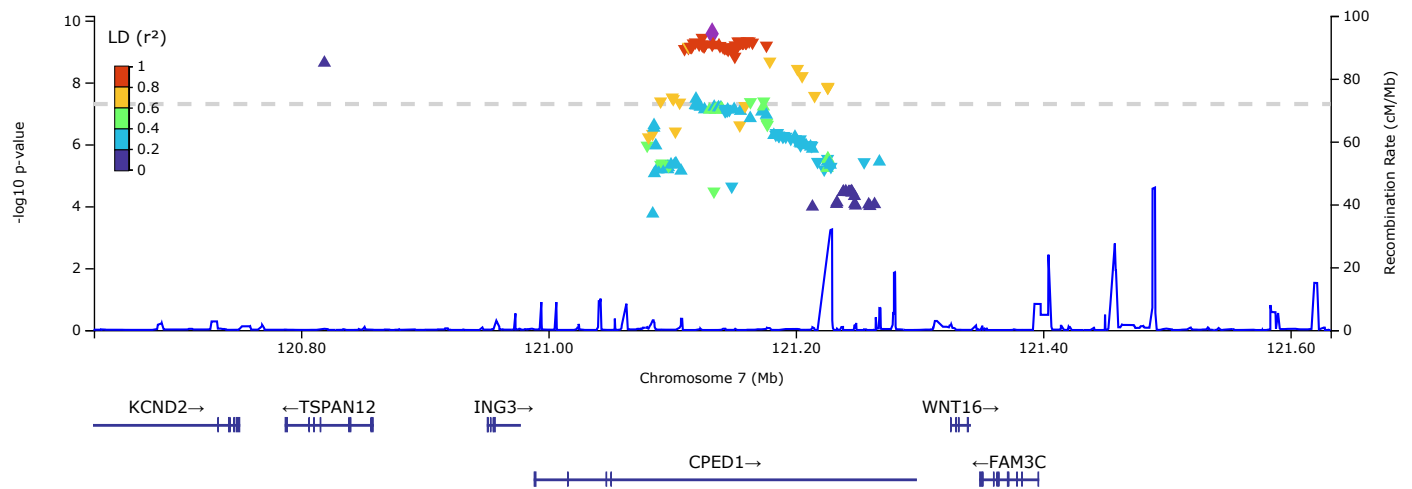 10
100
LD (r²)
1
0.8
0.6
0.4
0.2
0
8
80
6
60
4
40
2
20
0
0
-log10 p-value
Recombination Rate (cM/Mb)
120.80
121.00
121.20
121.40
121.60
Chromosome 7 (Mb)
KCND2→
←TSPAN12
ING3→
WNT16→
CPED1→
←FAM3C